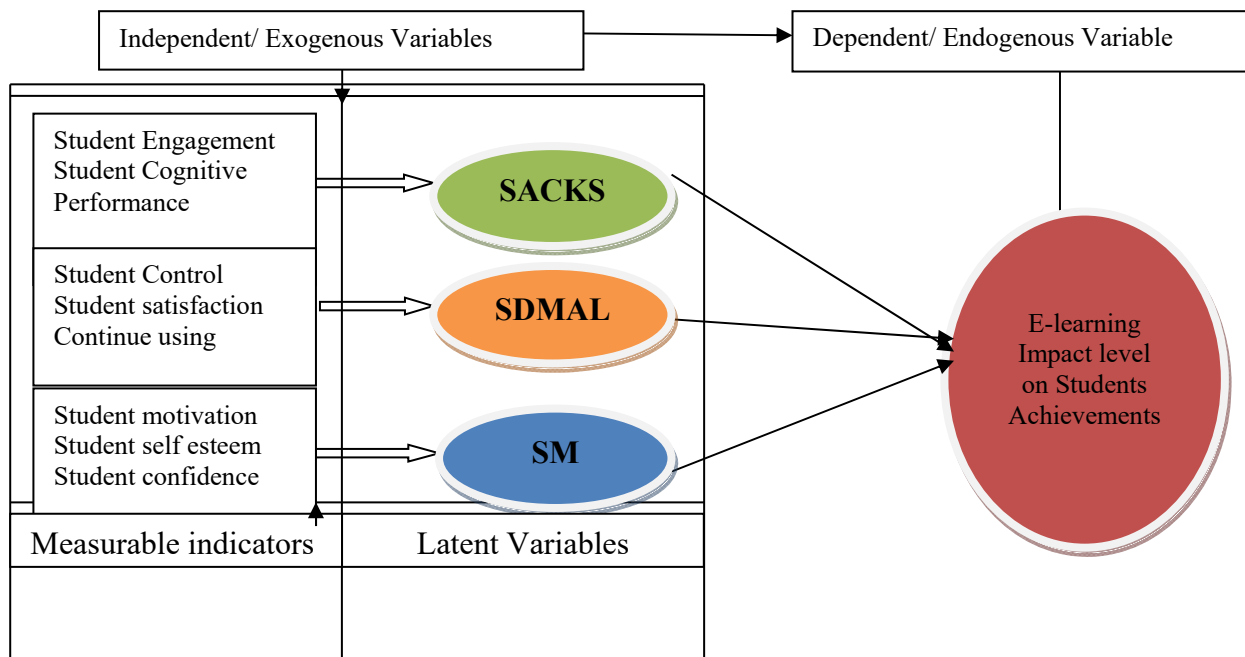 Independent/ Exogenous Variables
Dependent/ Endogenous Variable
Student Engagement
Student Cognitive
Performance
SACKS
Student Control
Student satisfaction
Continue using
SDMAL
E-learning
Impact level
on Students
Achievements
Student motivation
Student self esteem
Student confidence
SM
Measurable indicators
Latent Variables